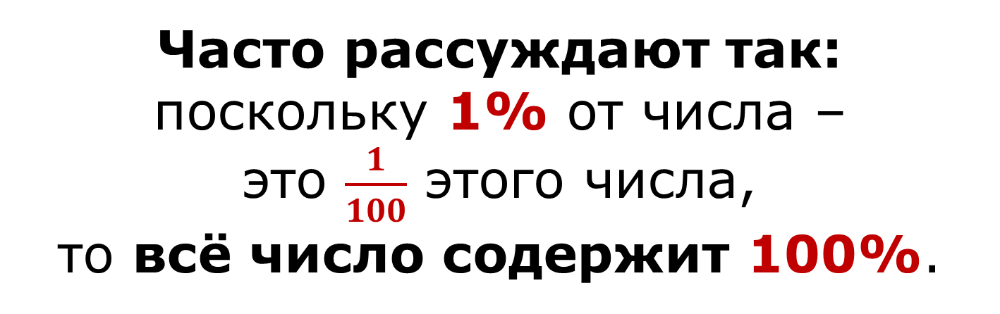 Часто рассуждают так:
поскольку 1% от числа –
это 1/100 этого числа,
то всё число содержит 100%.